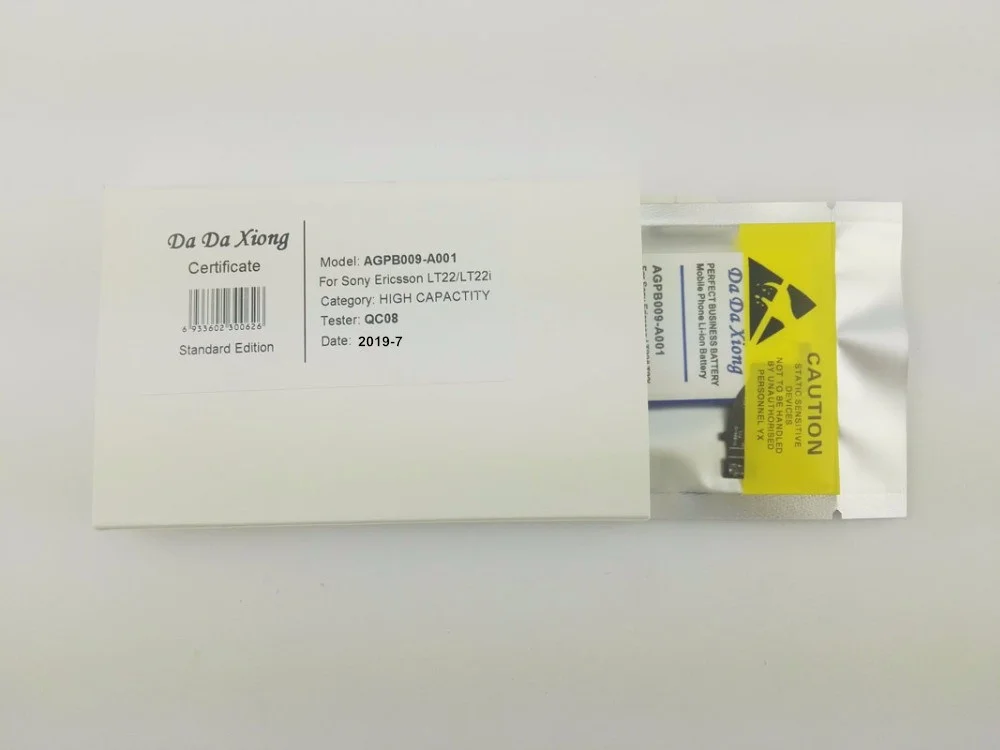 Da Da Xiong
Certificate
6 933602 300626
Standard Edition
Model: AGPB009-A001
For Sony Ericsson LT22/LT22i
Category: HIGH CAPACTITY
Tester: QC08
Date: 2019-7
Da Da Xiong
PERFECT BUSINESS BATTERY
Mobile Phone Li-ion Battery
AGPB009-A001
CAUTION
STATIC SENSITIVE
DEVICES
NOT TO BE HANDLED
BY UNAUTHORISED
PERSONNEL YX